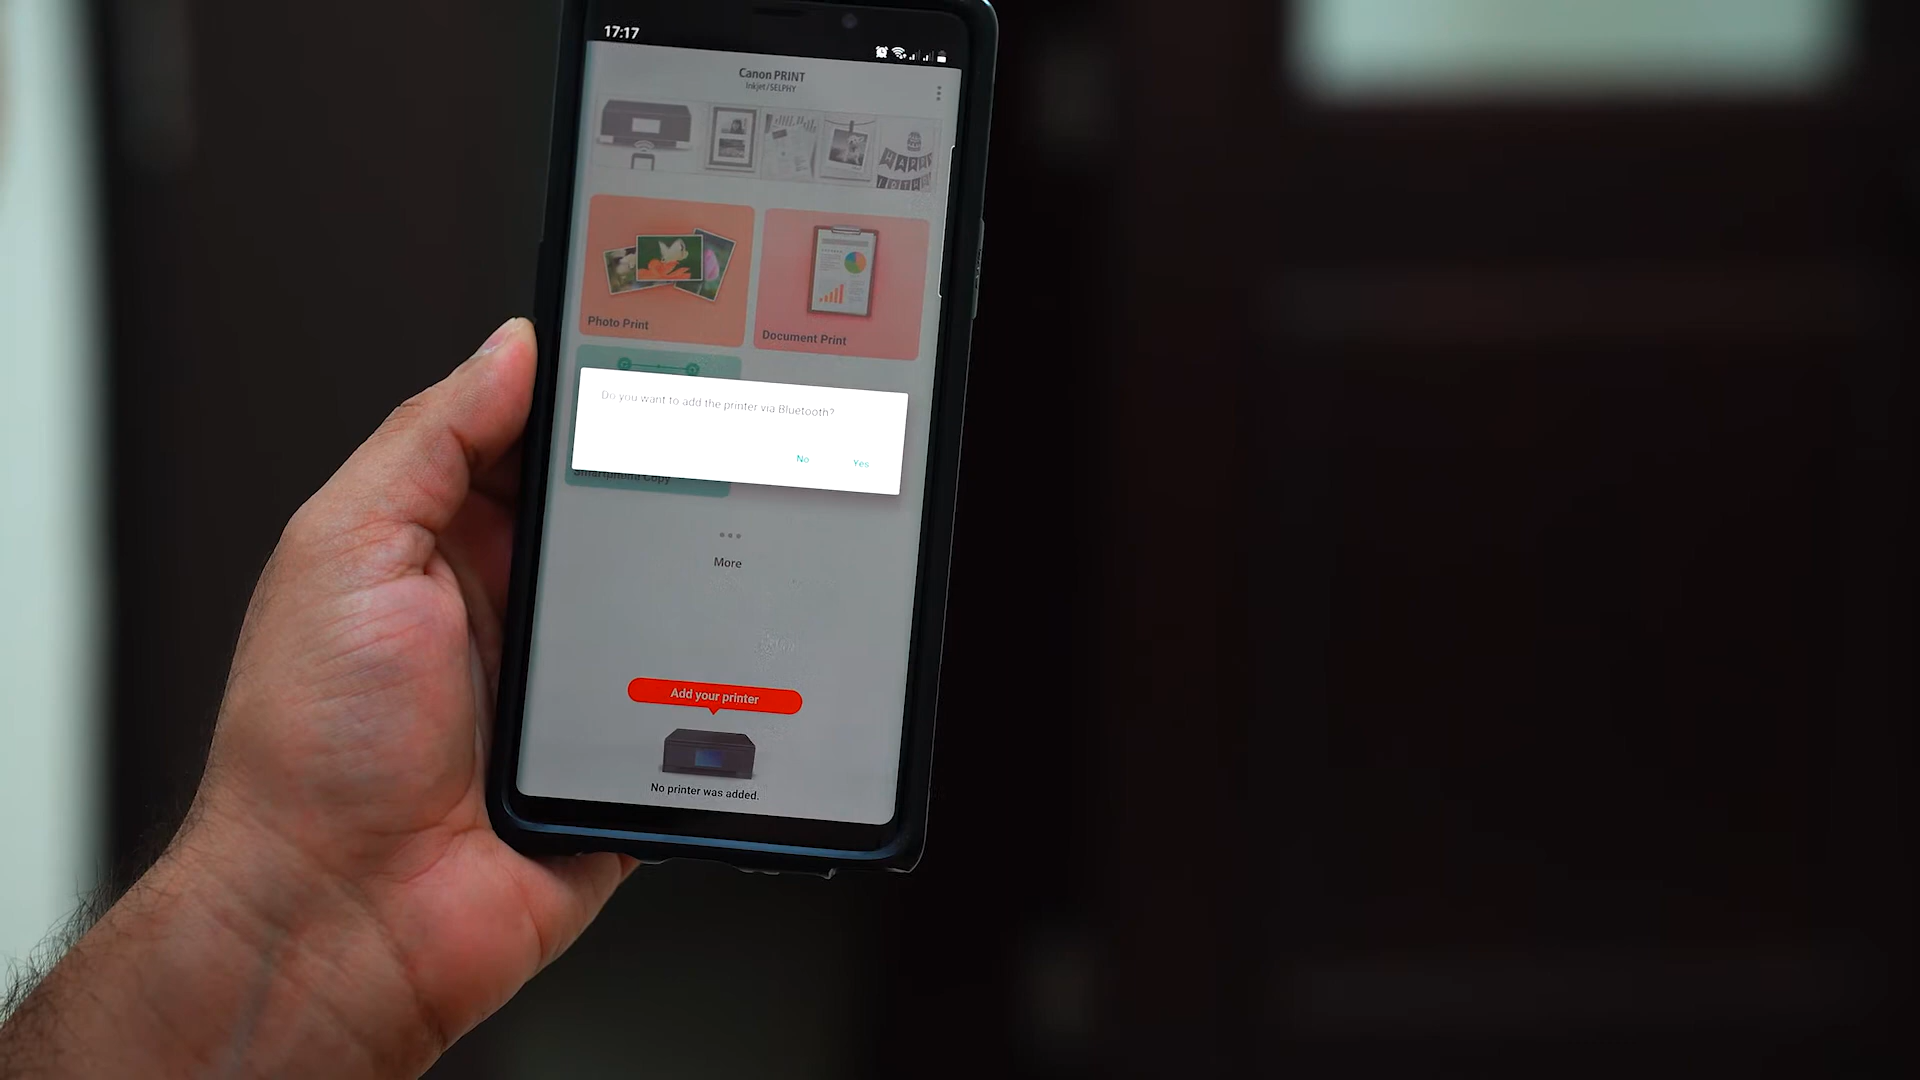 17:17
Canon PRINT
Inkjet/SELPHY
HAPPY
Photo Print
Document Print
Do you want to add the printer via Bluetooth?
No
Yes
Smartphone Copy
More
Add your printer
No printer was added.